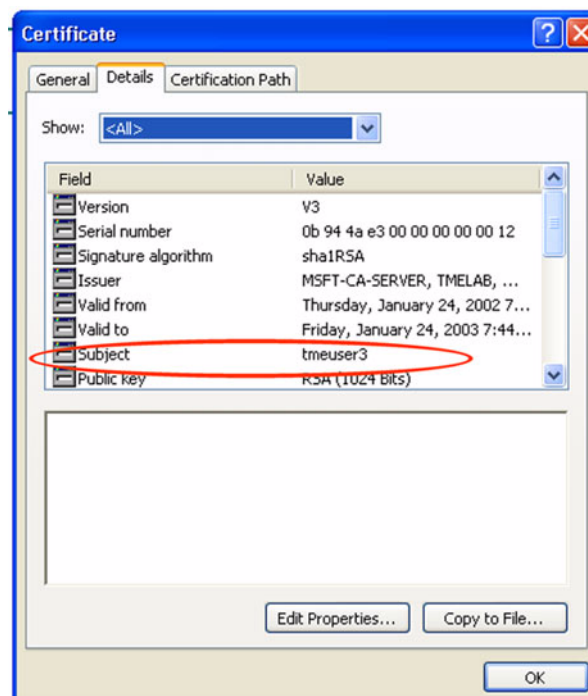 Certificate
General Details Certification Path
Show: <All>
Field Value
Version V3
Serial number 0b 94 4a e3 00 00 00 00 00 12
Signature algorithm sha1RSA
Issuer MSFT-CA-SERVER, TMELAB, ...
Valid from Thursday, January 24, 2002 7...
Valid to Friday, January 24, 2003 7:44...
Subject tmeuser3
Public key RSA (1024 Bits)
Edit Properties... Copy to File...
OK